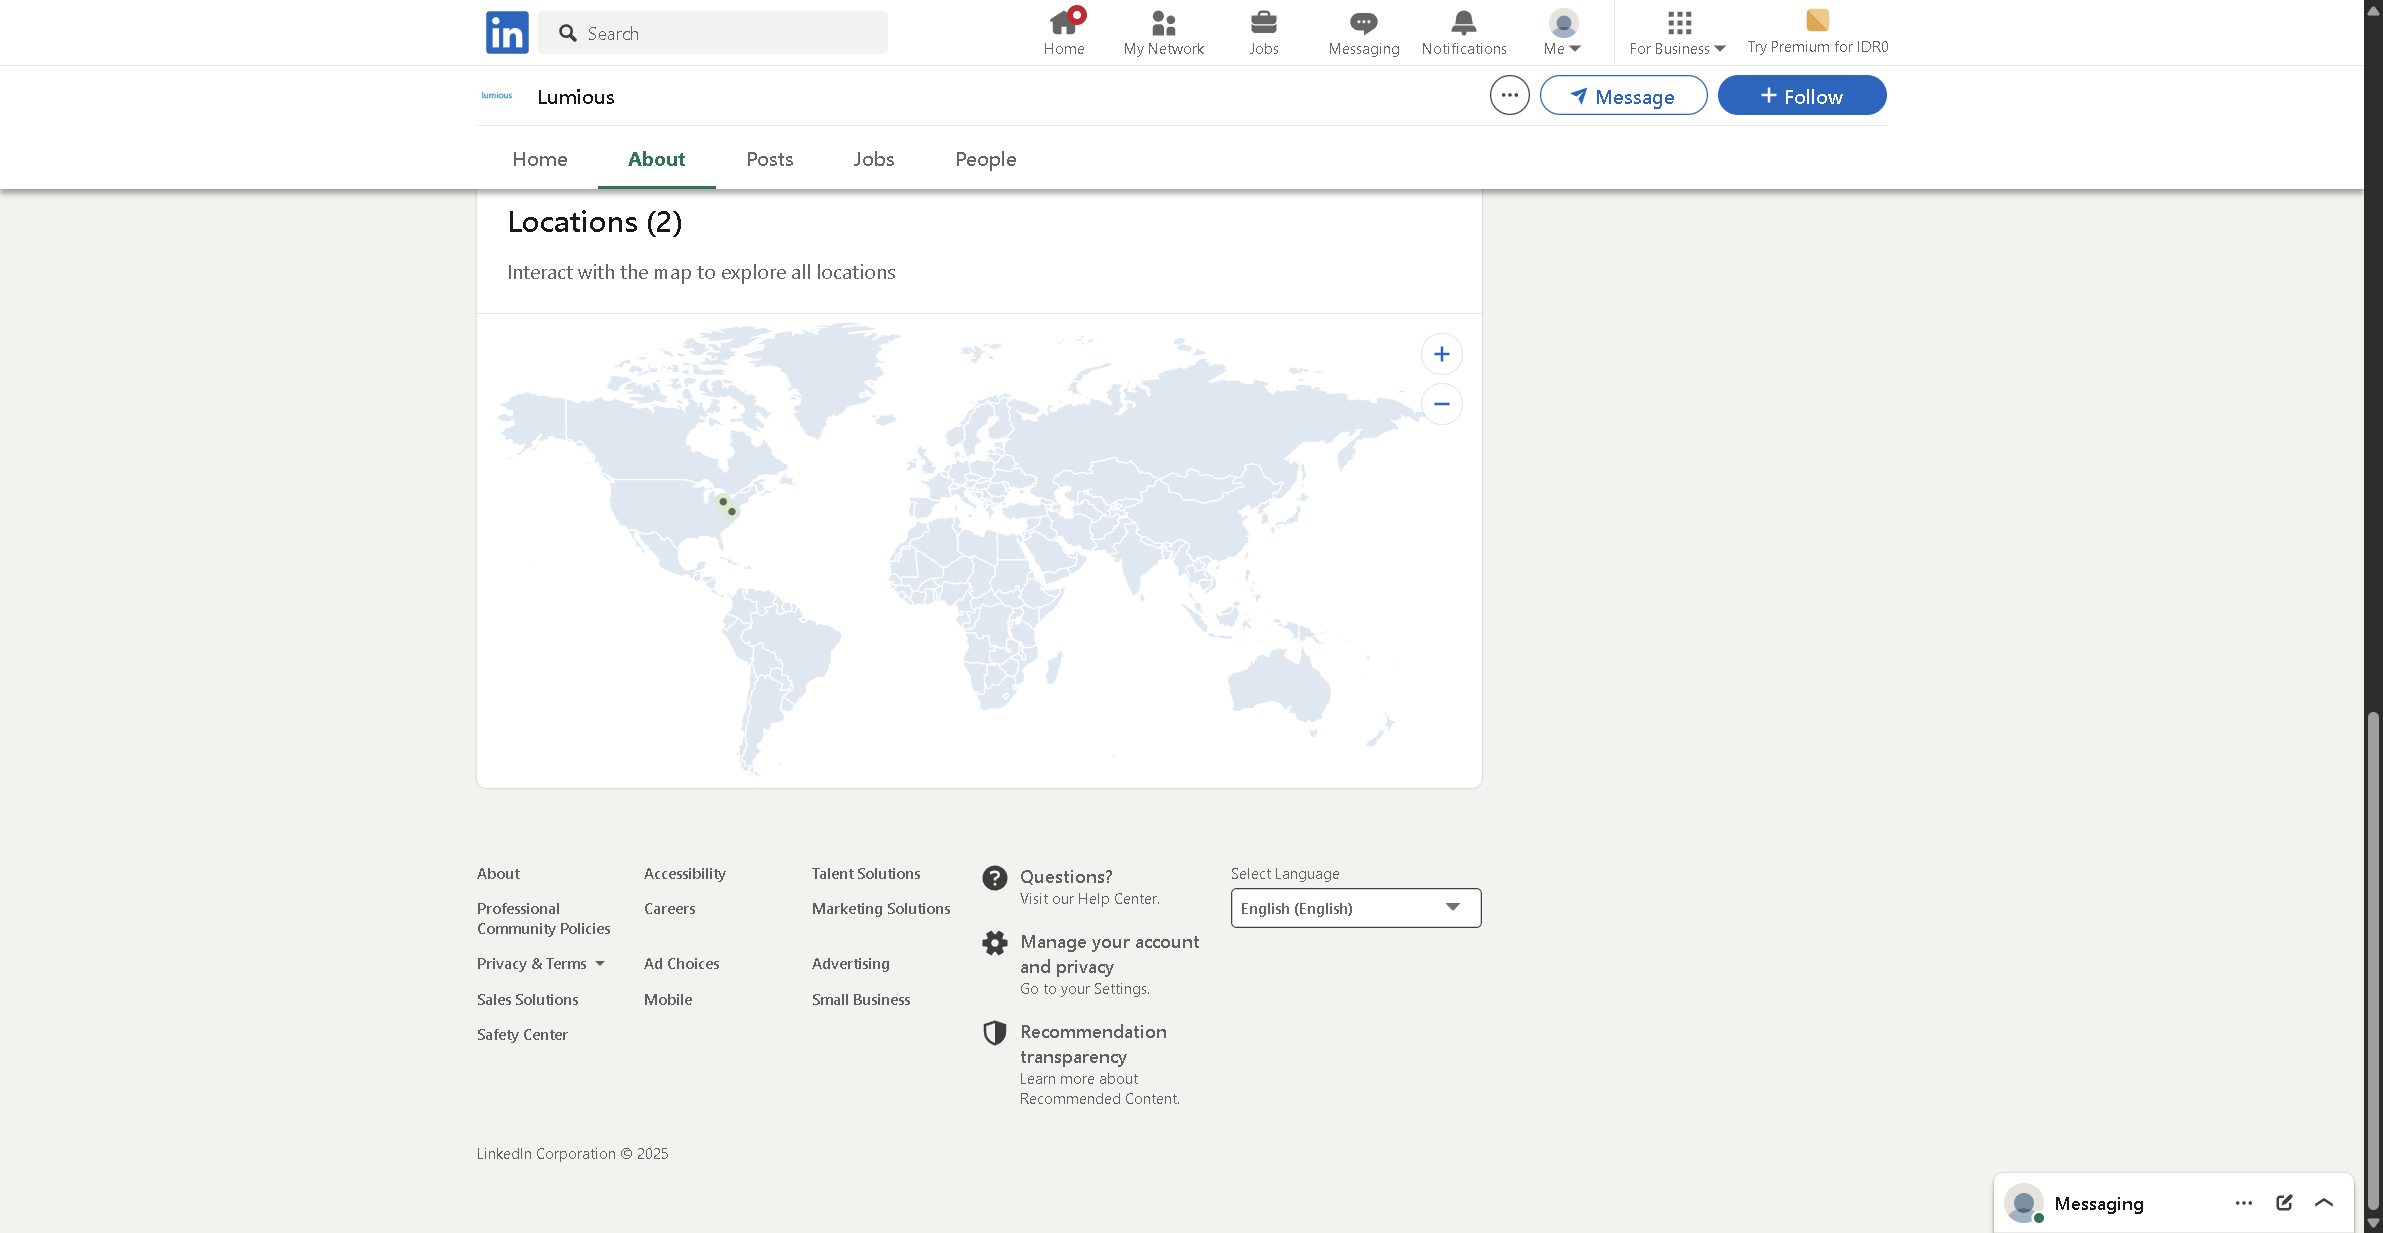 in
Search
Home
My Network
Jobs
Messaging
Notifications
Me
For Business
Try Premium for IDR0
lumious
Lumious
Message
+ Follow
Home
About
Posts
Jobs
People
Locations (2)
Interact with the map to explore all locations
+
−
About
Accessibility
Talent Solutions
Professional
Community Policies
Careers
Marketing Solutions
Privacy & Terms
Ad Choices
Advertising
Sales Solutions
Mobile
Small Business
Safety Center
Questions?
Visit our Help Center.
Manage your account
and privacy
Go to your Settings.
Recommendation
transparency
Learn more about
Recommended Content.
Select Language
English (English)
LinkedIn Corporation © 2025
Messaging